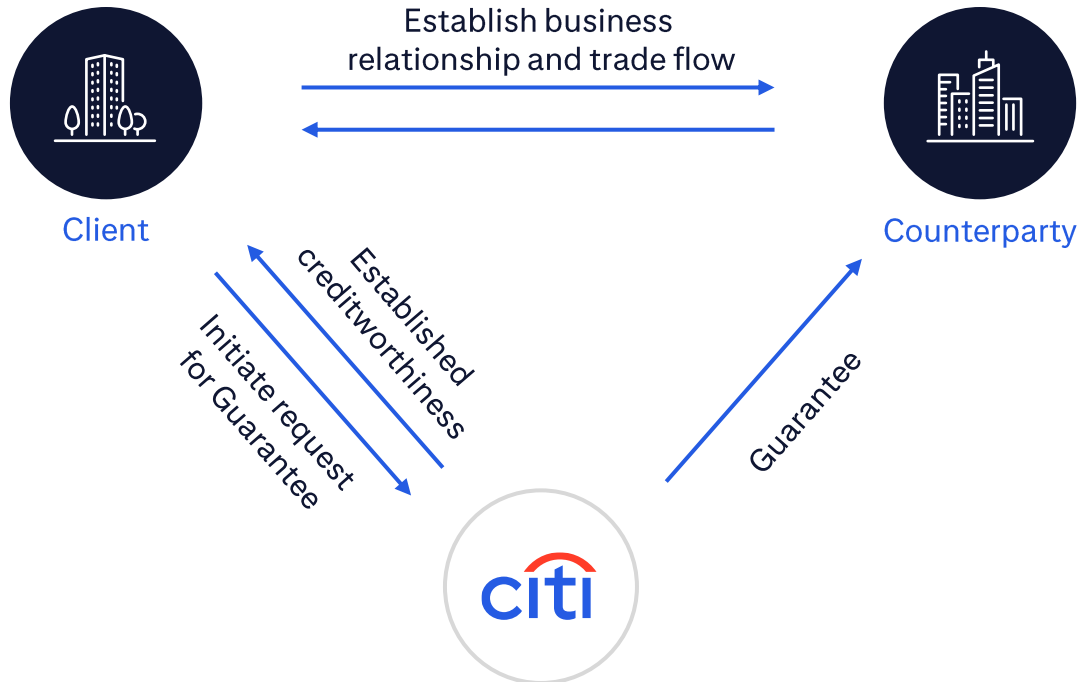 Establish business
relationship and trade flow
Client
Counterparty
Established
creditworthiness
Initiate request
for Guarantee
Guarantee
citi